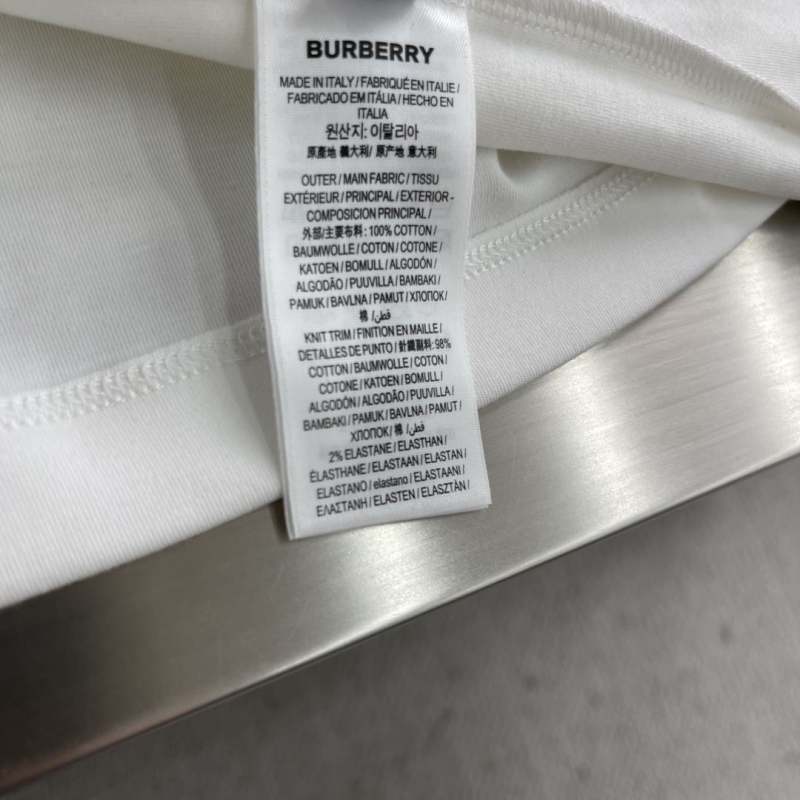 BURBERRY
MADE IN ITALY / FABRIQUÉ EN ITALIE /
FABRICADO EM ITÁLIA / HECHO EN
ITALIA
원산지: 이탈리아
原產地 義大利/ 原产地 意大利
OUTER / MAIN FABRIC / TISSU
EXTÉRIEUR / PRINCIPAL / EXTERIOR -
COMPOSICION PRINCIPAL /
外部/主要布料: 100% COTTON /
BAUMWOLLE / COTON / COTONE /
KATOEN / BOMULL / ALGODÓN /
ALGODÃO / PUUVILLA / BAMBAKI /
PAMUK / BAVLNA / PAMUT / ХЛОПОК /
棉 /قطن
KNIT TRIM / FINITION EN MAILLE /
DETALLES DE PUNTO / 針織副料: 98%
COTTON / BAUMWOLLE / COTON /
COTONE / KATOEN / BOMULL /
ALGODÓN / ALGODÃO / PUUVILLA /
BAMBAKI / PAMUK / BAVLNA / PAMUT /
ХЛОПОК / 棉 /قطن
2% ELASTANE / ELASTHAN /
ÉLASTHANE / ELASTAAN / ELASTAN /
ELASTANO / elastano / ELASTAANI /
ΕΛΑΣΤΑΝΗ / ELASTEN / ELASZTÀN /